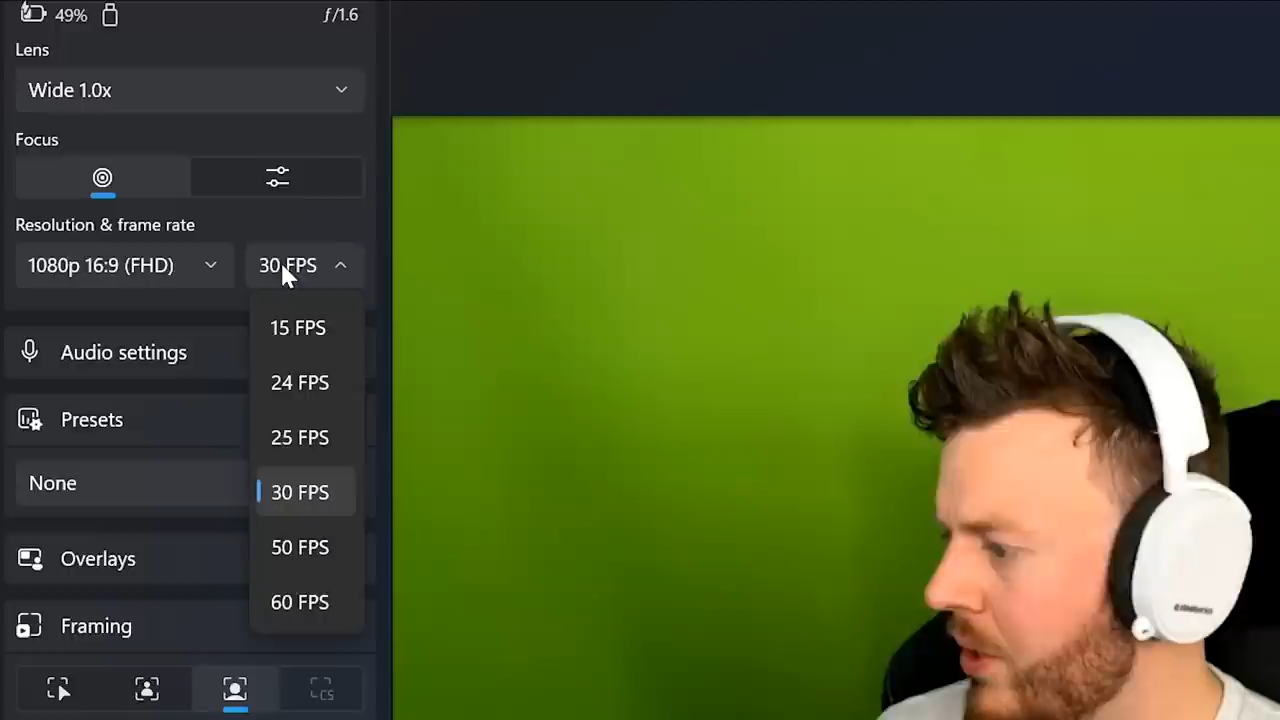 49%
ƒ/1.6
Lens
Wide 1.0x
Focus
Resolution & frame rate
1080p 16:9 (FHD)
30 FPS
15 FPS
24 FPS
25 FPS
30 FPS
50 FPS
60 FPS
Audio settings
Presets
None
Overlays
Framing
CS